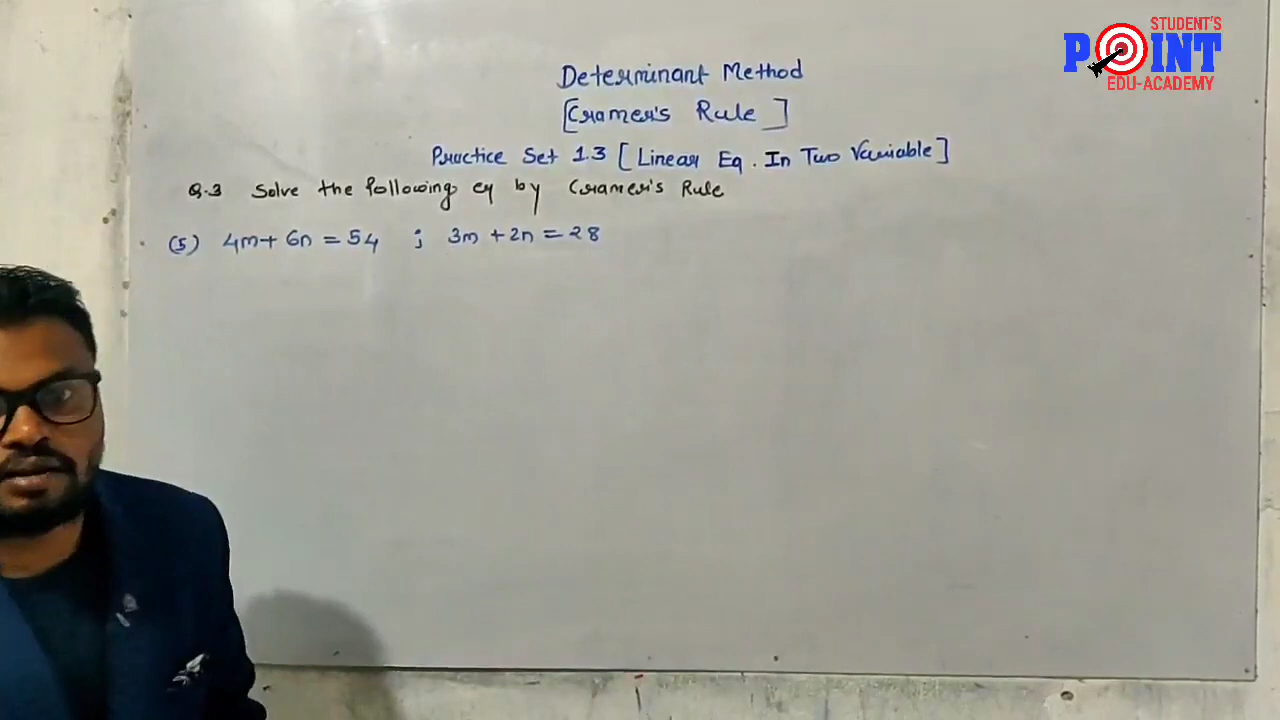 STUDENT'S
POINT
EDU-ACADEMY
Determinant Method
[Cramer's Rule]
Practice Set 1.3 [Linear Eq. In Two Variable]
Q.3 Solve the following eq by Cramer's Rule
(5) 4m+ 6n = 54 ; 3m + 2n = 28